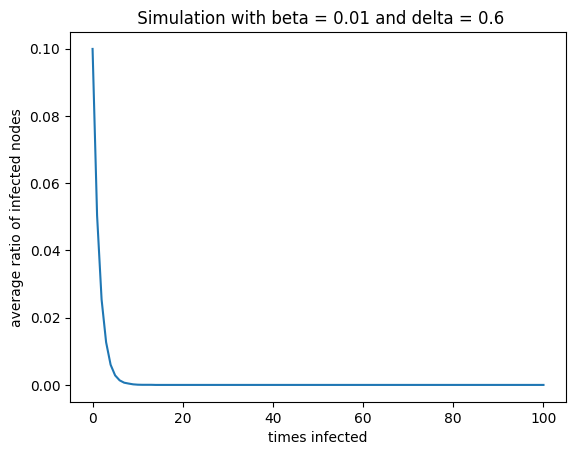 Simulation with beta = 0.01 and delta = 0.6
average ratio of infected nodes
0.10
0.08
0.06
0.04
0.02
0.00
0 20 40 60 80 100
times infected